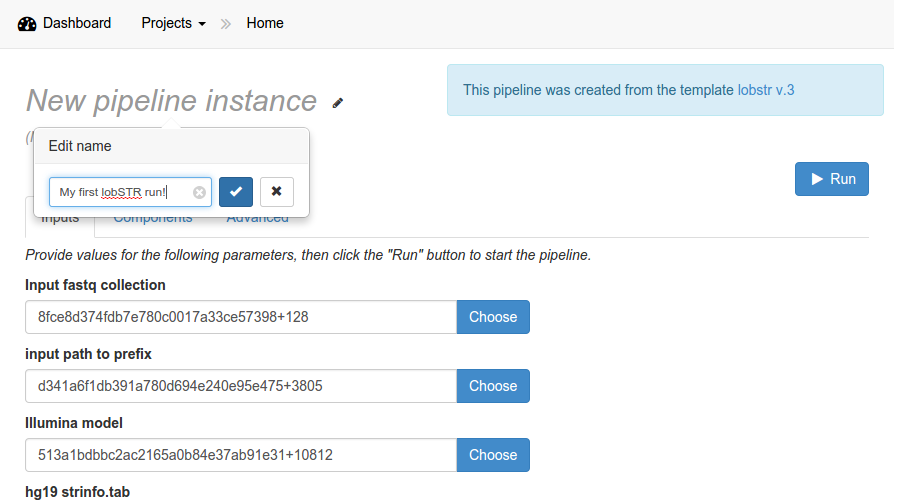 Dashboard Projects Home
New pipeline instance
This pipeline was created from the template lobstr v.3
Edit name
My first lobSTR run!
Run
Inputs Components Advanced
Provide values for the following parameters, then click the "Run" button to start the pipeline.
Input fastq collection
8fce8d374fdb7e780c0017a33ce57398+128 Choose
input path to prefix
d341a6f1db391a780d694e240e95e475+3805 Choose
Illumina model
513a1bdbbc2ac2165a0b84e37ab91e31+10812 Choose
hg19 strinfo.tab